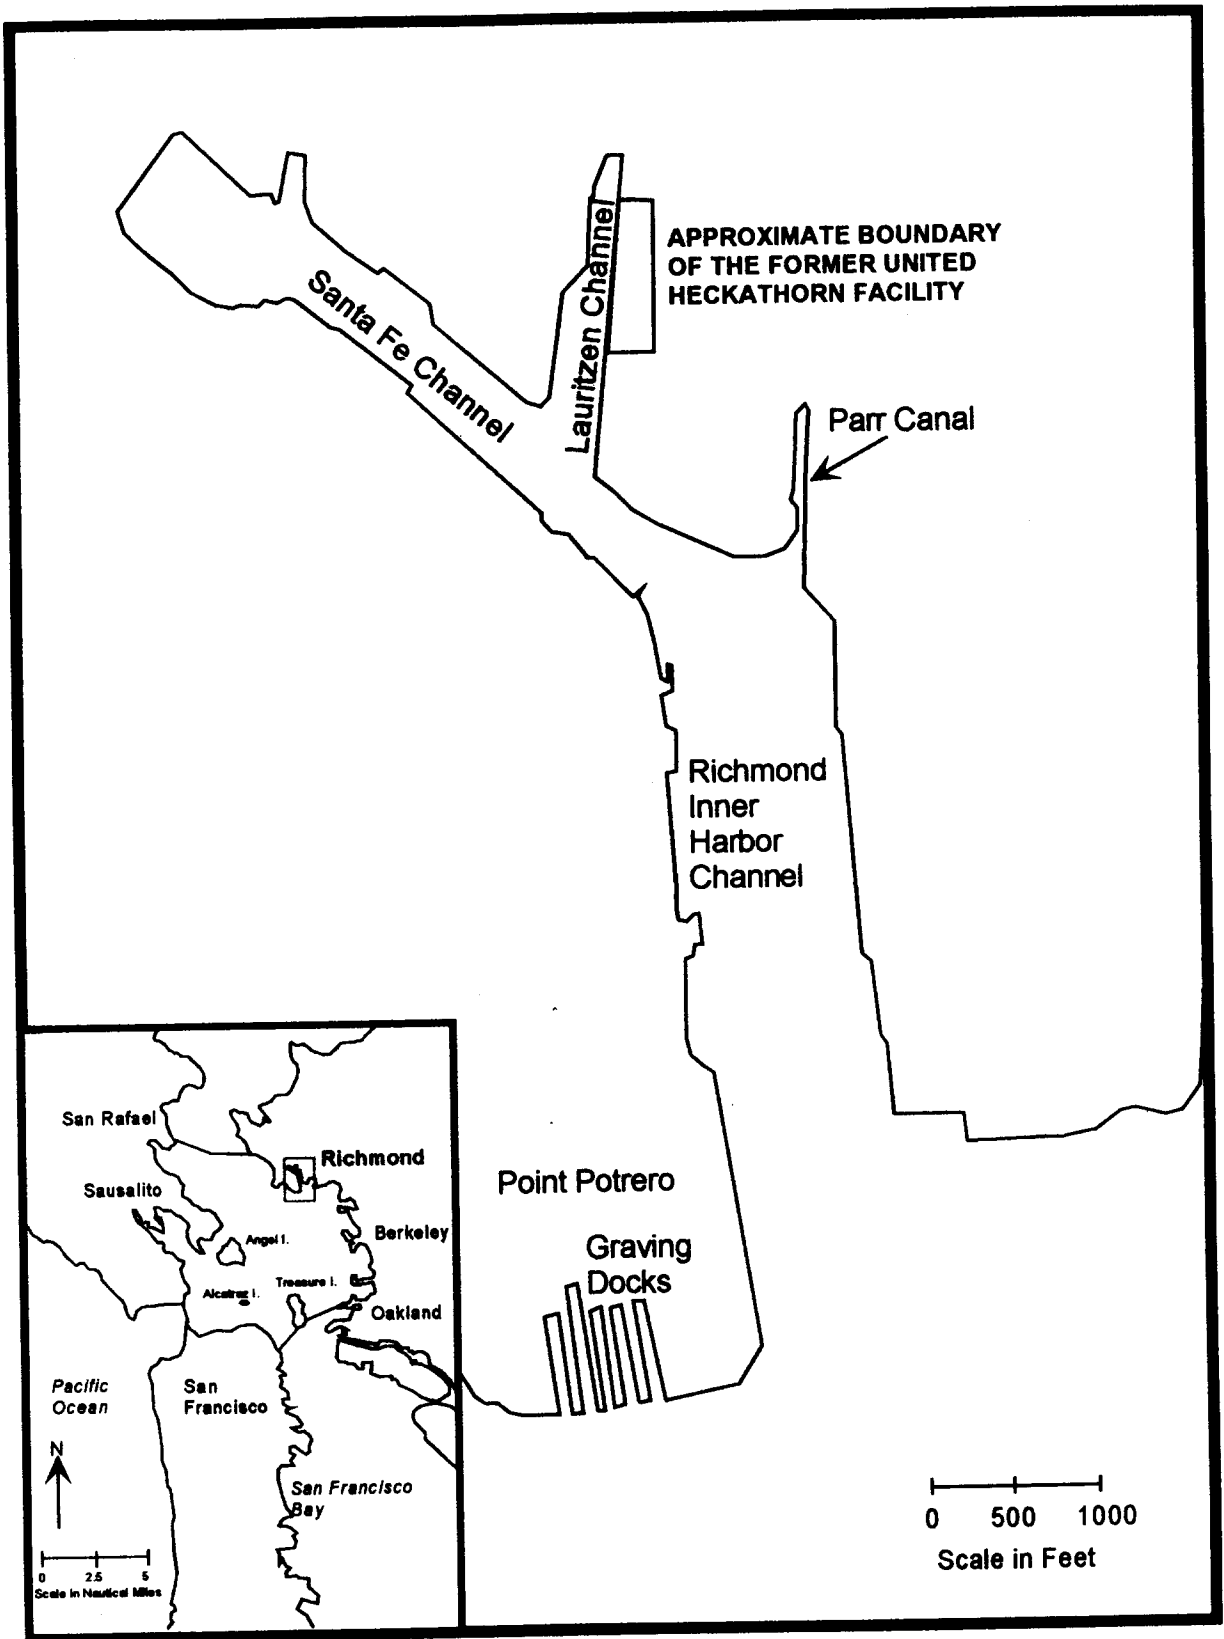 APPROXIMATE BOUNDARY
OF THE FORMER UNITED
HECKATHORN FACILITY
Santa Fe Channel
Lauritzen Channel
Parr Canal
Richmond
Inner
Harbor
Channel
Point Potrero
Graving
Docks
0 500 1000
Scale in Feet
San Rafael
Richmond
Sausalito
Berkeley
Angel I.
Treasure I.
Alcatraz I.
Oakland
Pacific
Ocean
San
Francisco
N
San Francisco
Bay
0 2.5 5
Scale in Nautical Miles